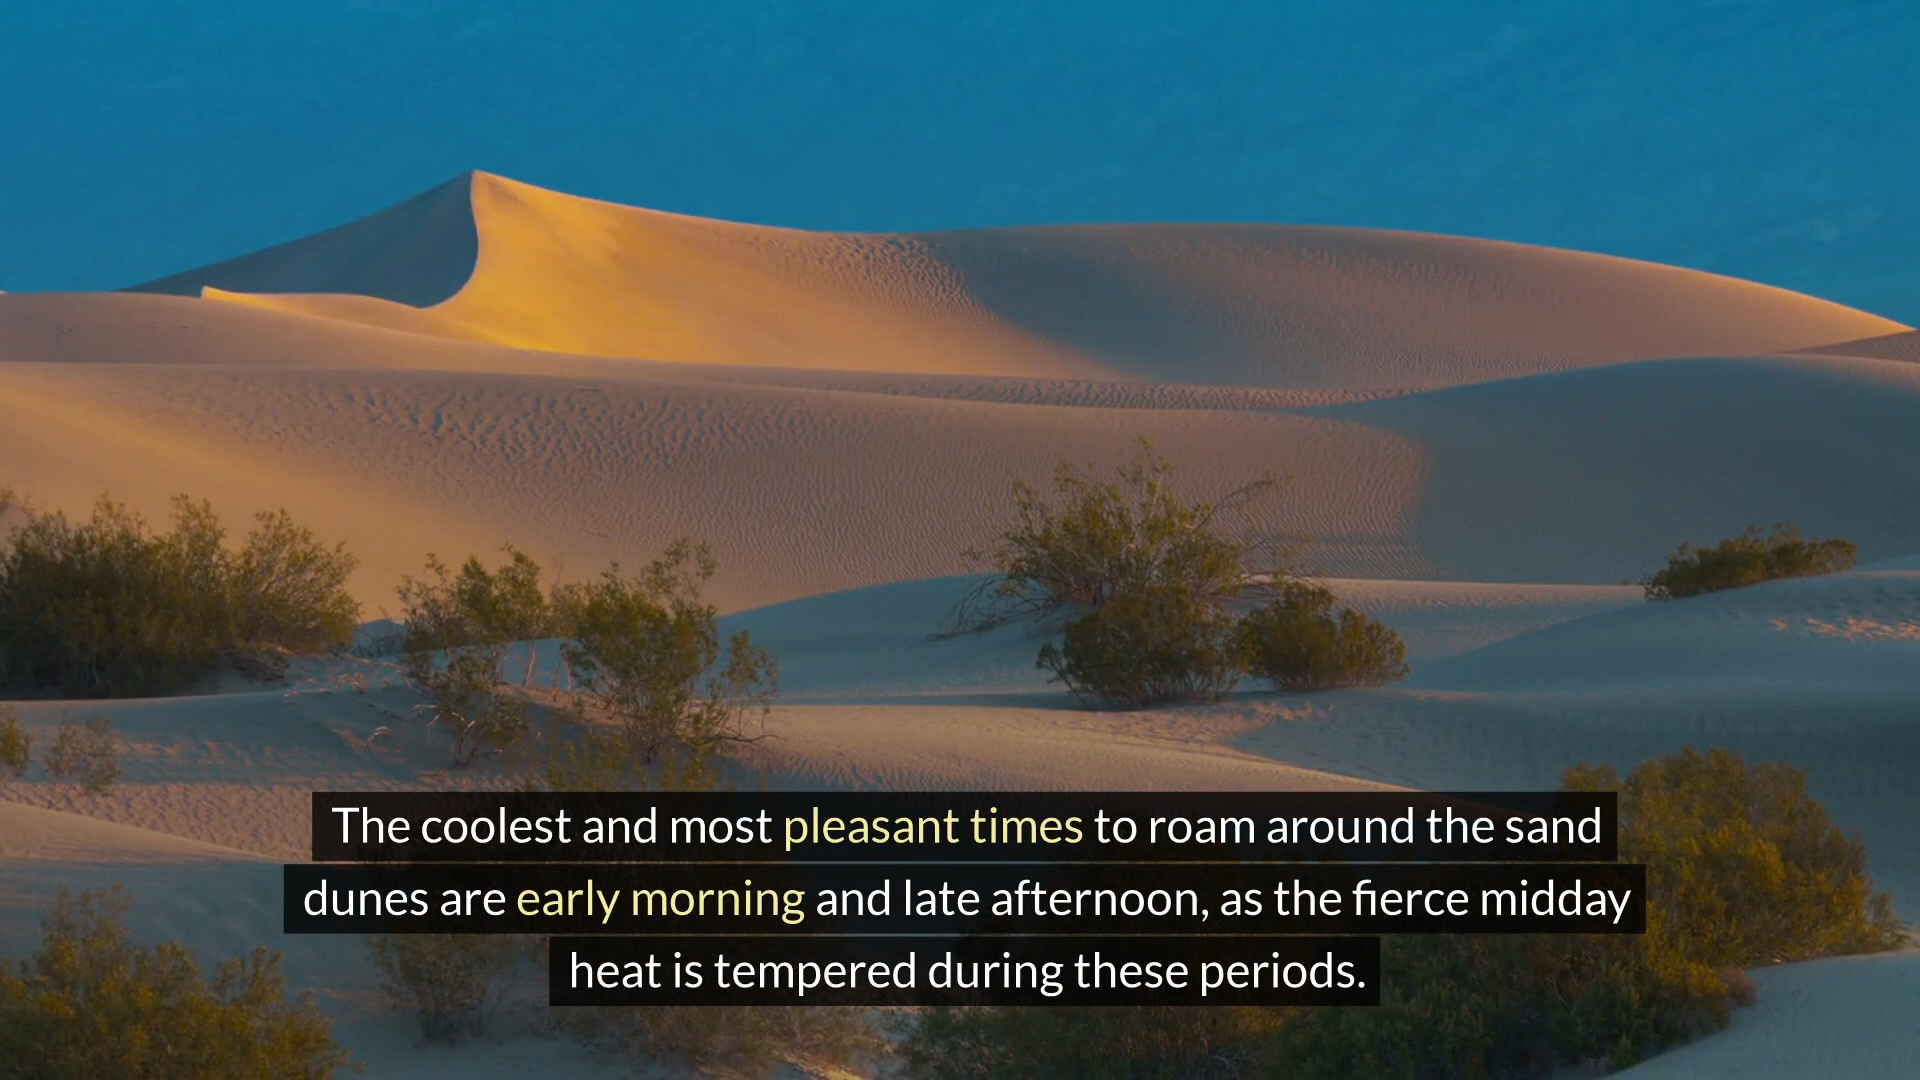 The coolest and most pleasant times to roam around the sand
dunes are early morning and late afternoon, as the fierce midday
heat is tempered during these periods.